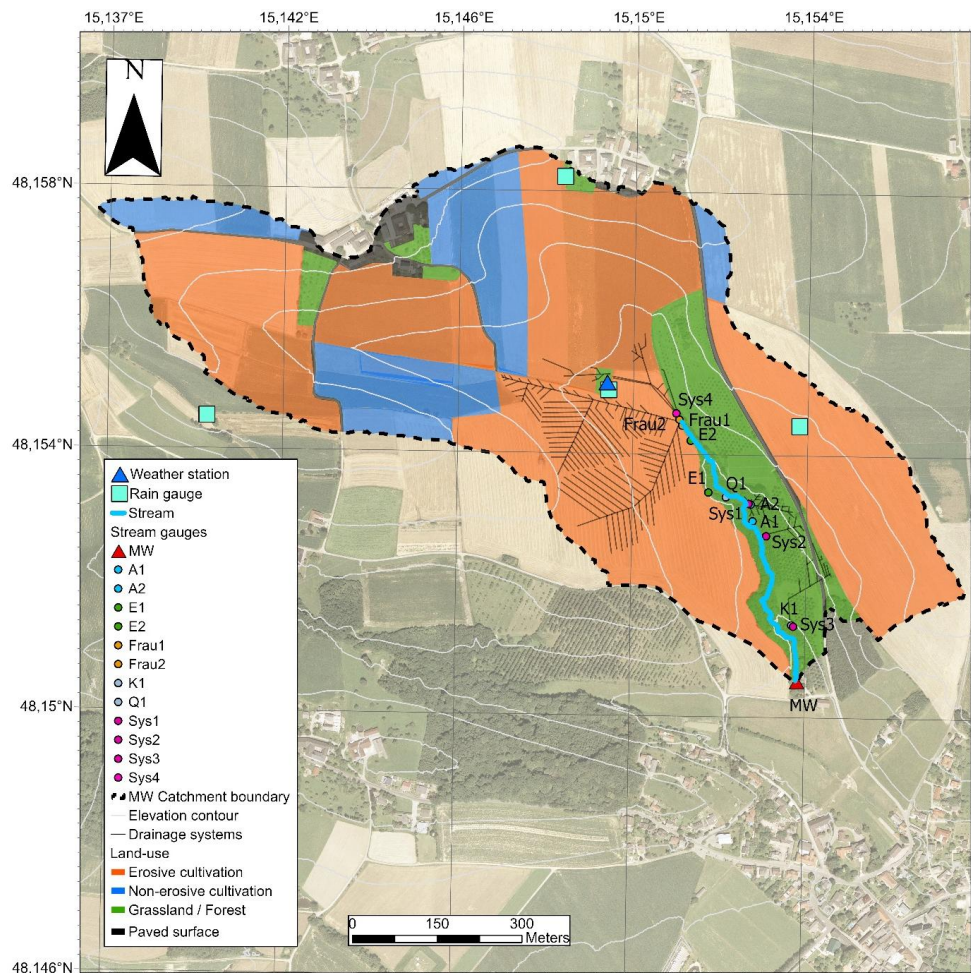 15,137°E 15,142°E 15,146°E 15,15°E 15,154°E
N
48,158°N
Sys4
Frau2 Frau1
E2
48,154°N
E1 Q1
Sys1 A2
A1
Sys2
K1
Sys3
MW
48,15°N
48,146°N
Weather station
Rain gauge
Stream
Stream gauges
MW
A1
A2
E1
E2
Frau1
Frau2
K1
Q1
Sys1
Sys2
Sys3
Sys4
MW Catchment boundary
Elevation contour
Drainage systems
Land-use
Erosive cultivation
Non-erosive cultivation
Grassland / Forest
Paved surface
0 150 300
Meters